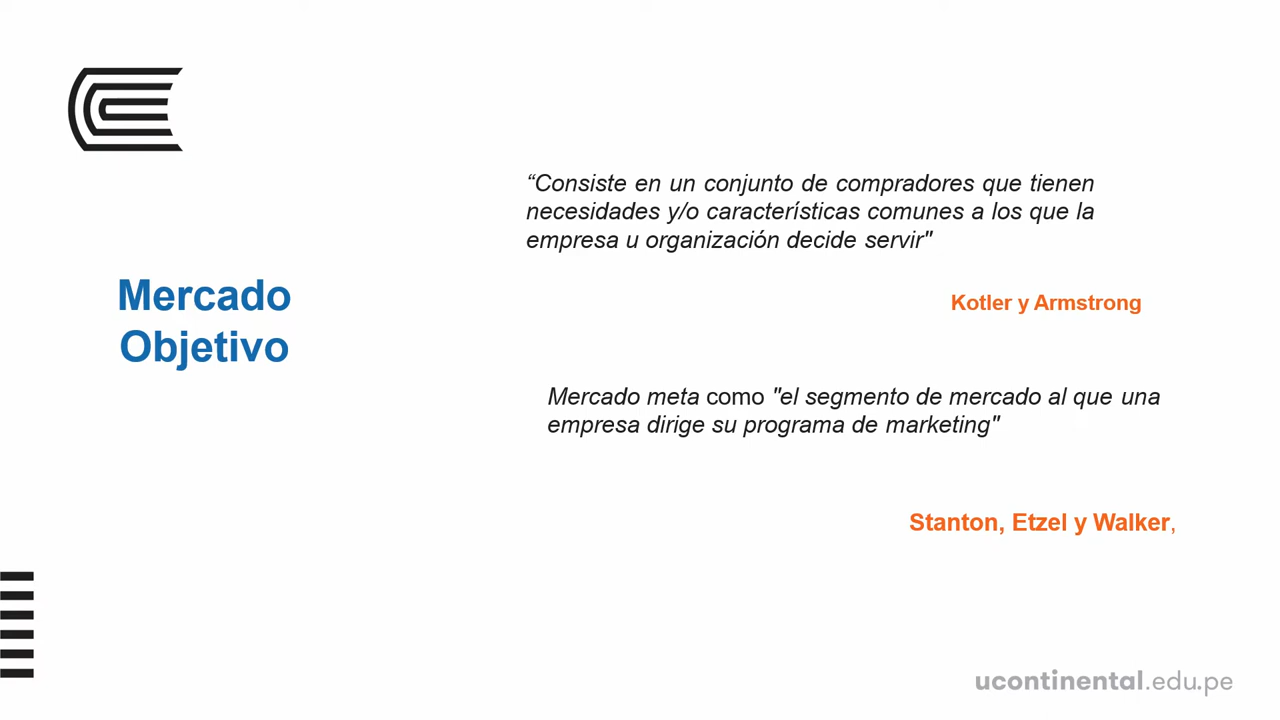 Mercado
Objetivo
“Consiste en un conjunto de compradores que tienen
necesidades y/o características comunes a los que la
empresa u organización decide servir"
Kotler y Armstrong
Mercado meta como "el segmento de mercado al que una
empresa dirige su programa de marketing"
Stanton, Etzel y Walker,
ucontinental.edu.pe